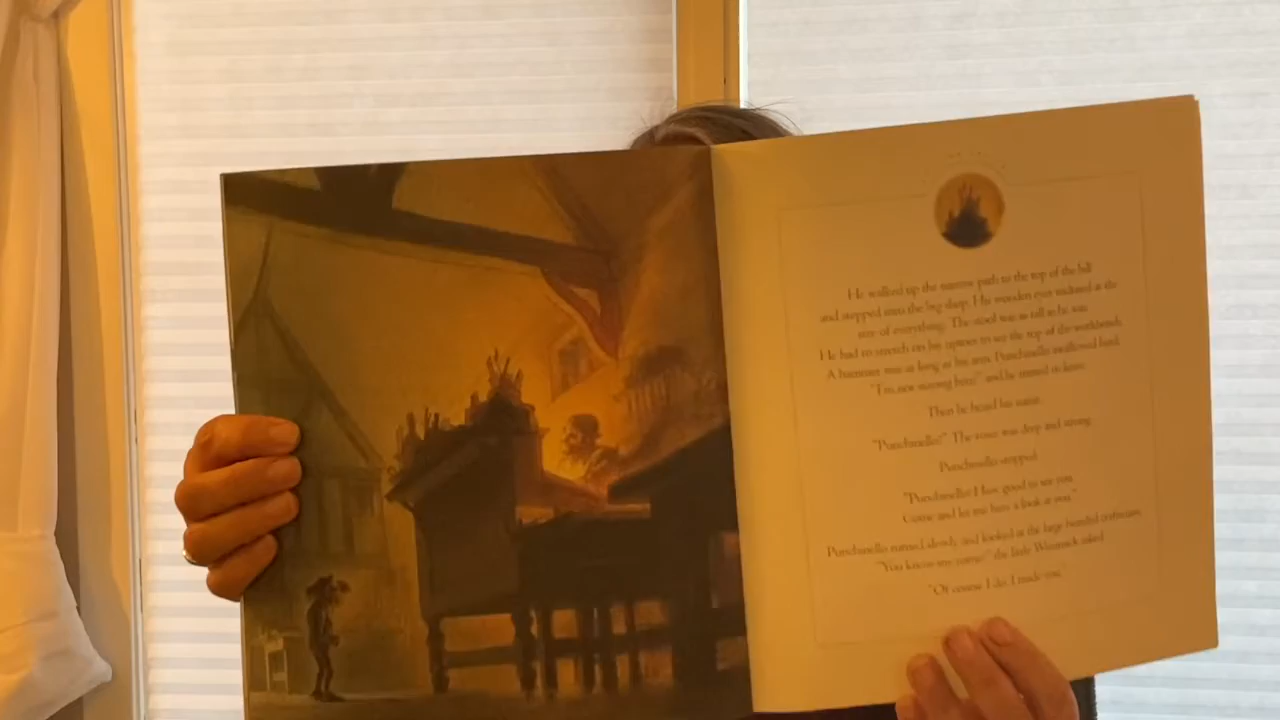 He walked up the narrow path to the top of the hill
and stepped into the big shop. His wooden eyes widened at the
size of everything. The stool was as tall as he was.
He had to stretch on his tiptoes to see the top of the workbench.
A hammer was as long as his arm. Punchinello swallowed hard.
"I'm not staying here!" and he turned to leave.
Then he heard his name.
"Punchinello?" The voice was deep and strong.
Punchinello stopped.
"Punchinello! How good to see you.
Come and let me have a look at you."
Punchinello turned slowly and looked at the large bearded craftsman.
"You know my name?" the little Wemmick asked.
"Of course I do. I made you."